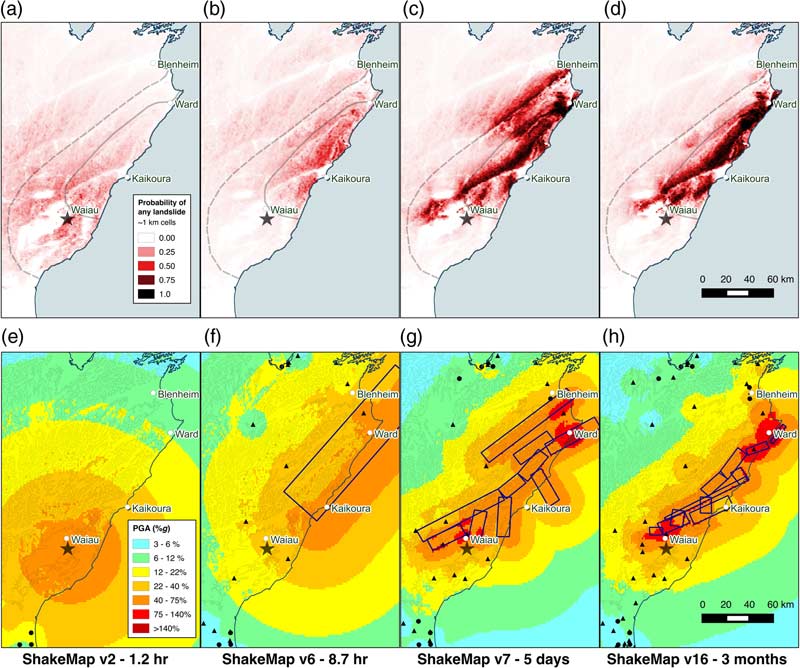 (a)
(b)
(c)
(d)
Blenheim
Ward
Kaikoura
Waiau
Probability of
any landslide
~1 km cells
0.00
0.25
0.50
0.75
1.0
Blenheim
Ward
Kaikoura
Waiau
Blenheim
Ward
Kaikoura
Waiau
Blenheim
Ward
Kaikoura
Waiau
0 20 40 60 km
(e)
(f)
(g)
(h)
Blenheim
Ward
Kaikoura
Waiau
PGA (%g)
3 - 6 %
6 - 12 %
12 - 22%
22 - 40 %
40 - 75%
75 - 140%
>140%
Blenheim
Ward
Kaikoura
Waiau
Blenheim
Ward
Kaikoura
Waiau
Blenheim
Ward
Kaikoura
Waiau
0 20 40 60 km
ShakeMap v2 - 1.2 hr
ShakeMap v6 - 8.7 hr
ShakeMap v7 - 5 days
ShakeMap v16 - 3 months